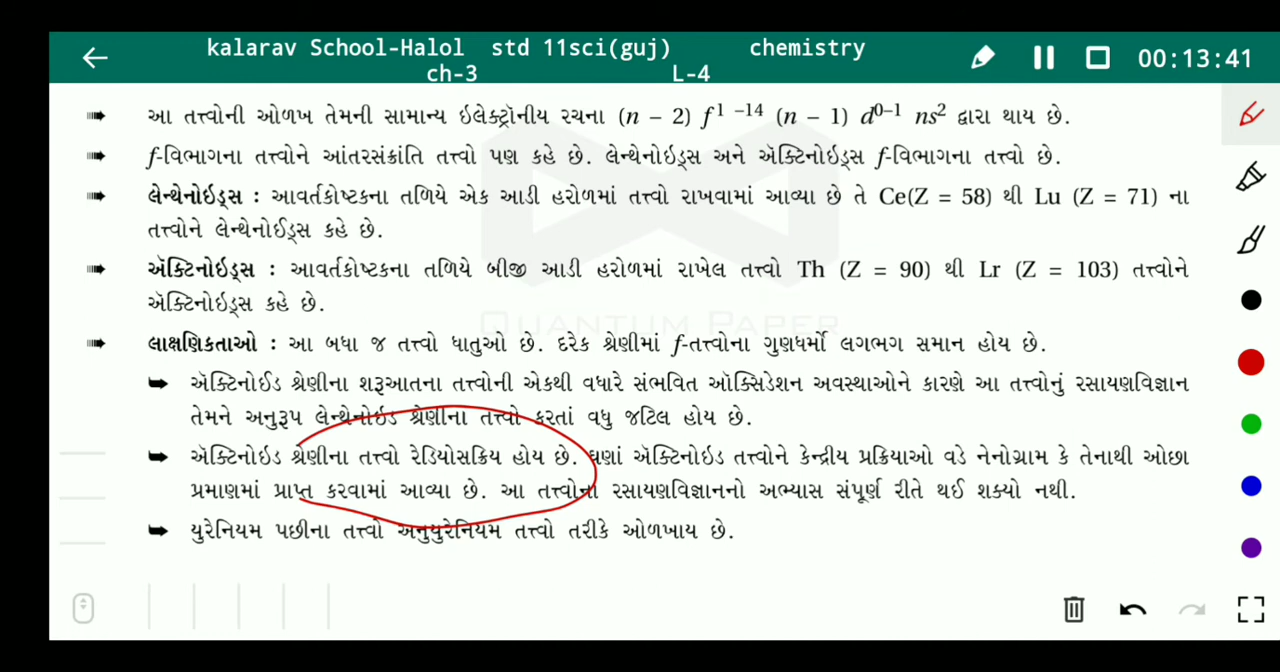 kalarav School-Halol std 11sci(guj) chemistry
ch-3 L-4
00:13:41
આ તત્ત્વોની ઓળખ તેમની સામાન્ય ઇલેક્ટ્રૉનીય રચના (n – 2) f¹ ⁻¹⁴ (n – 1) d⁰⁻¹ ns² દ્વારા થાય છે.
f-વિભાગના તત્ત્વોને આંતરસંક્રાંતિ તત્ત્વો પણ કહે છે. લેન્થેનોઇડ્સ અને ઍક્ટિનોઇડ્સ f-વિભાગના તત્ત્વો છે.
લેન્થેનોઇડ્સ : આવર્તકોષ્ટકના તળિયે એક આડી હરોળમાં તત્ત્વો રાખવામાં આવ્યા છે તે Ce(Z = 58) થી Lu (Z = 71) ના
તત્ત્વોને લેન્થેનોઈડ્સ કહે છે.
ઍક્ટિનોઇડ્સ : આવર્તકોષ્ટકના તળિયે બીજી આડી હરોળમાં રાખેલ તત્ત્વો Th (Z = 90) થી Lr (Z = 103) તત્ત્વોને
ઍક્ટિનોઇડ્સ કહે છે.
QUANTUM PAPER
લાક્ષણિકતાઓ : આ બધા જ તત્ત્વો ધાતુઓ છે. દરેક શ્રેણીમાં f-તત્ત્વોના ગુણધર્મો લગભગ સમાન હોય છે.
ઍક્ટિનોઈડ શ્રેણીના શરૂઆતના તત્ત્વોની એકથી વધારે સંભવિત ઑક્સિડેશન અવસ્થાઓને કારણે આ તત્ત્વોનું રસાયણવિજ્ઞાન
તેમને અનુરૂપ લેન્થેનોઇડ શ્રેણીના તત્ત્વો કરતાં વધુ જટિલ હોય છે.
ઍક્ટિનોઇડ શ્રેણીના તત્ત્વો રેડિયોસક્રિય હોય છે. ઘણાં ઍક્ટિનોઇડ તત્ત્વોને કેન્દ્રીય પ્રક્રિયાઓ વડે નેનોગ્રામ કે તેનાથી ઓછા
પ્રમાણમાં પ્રાપ્ત કરવામાં આવ્યા છે. આ તત્ત્વોના રસાયણવિજ્ઞાનનો અભ્યાસ સંપૂર્ણ રીતે થઈ શક્યો નથી.
યુરેનિયમ પછીના તત્ત્વો અનુયુરેનિયમ તત્ત્વો તરીકે ઓળખાય છે.